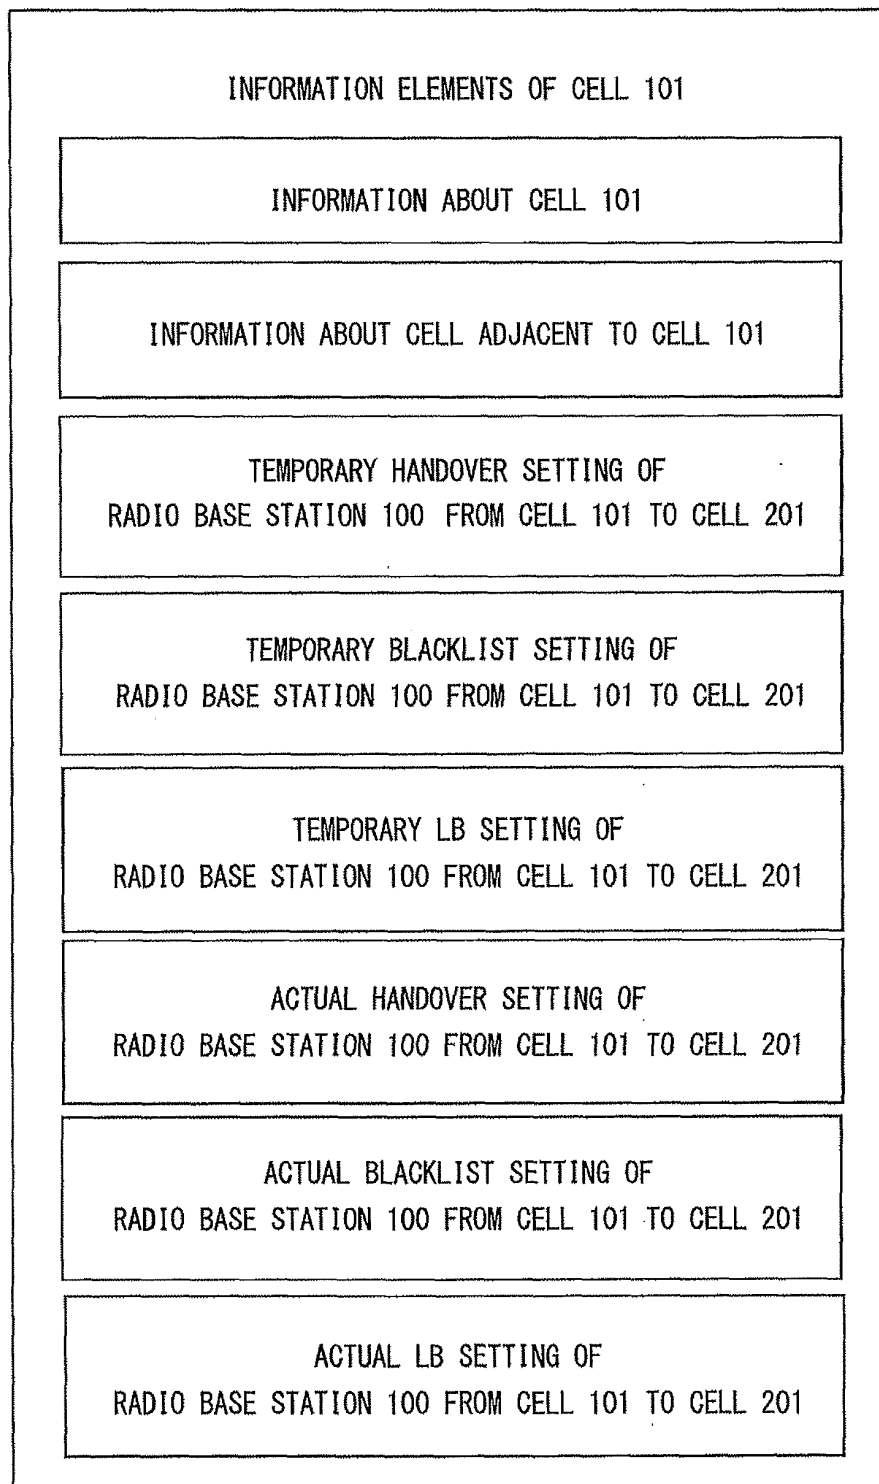 INFORMATION ELEMENTS OF CELL 101
INFORMATION ABOUT CELL 101
INFORMATION ABOUT CELL ADJACENT TO CELL 101
TEMPORARY HANDOVER SETTING OF
RADIO BASE STATION 100 FROM CELL 101 TO CELL 201
TEMPORARY BLACKLIST SETTING OF
RADIO BASE STATION 100 FROM CELL 101 TO CELL 201
TEMPORARY LB SETTING OF
RADIO BASE STATION 100 FROM CELL 101 TO CELL 201
ACTUAL HANDOVER SETTING OF
RADIO BASE STATION 100 FROM CELL 101 TO CELL 201
ACTUAL BLACKLIST SETTING OF
RADIO BASE STATION 100 FROM CELL 101 TO CELL 201
ACTUAL LB SETTING OF
RADIO BASE STATION 100 FROM CELL 101 TO CELL 201